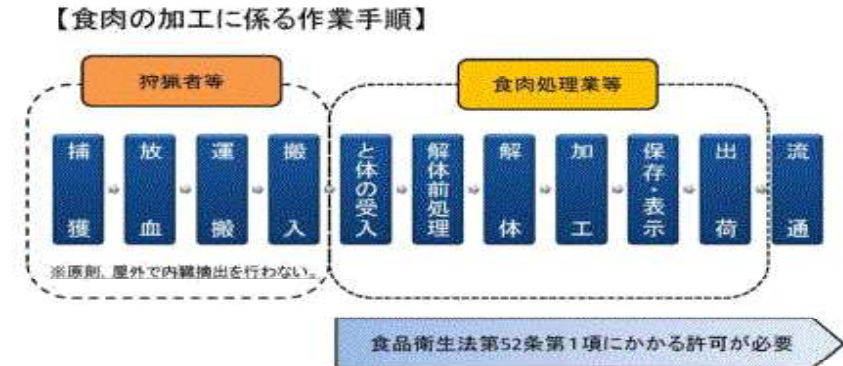 【食肉の加工に係る作業手順】
狩猟者等
食肉処理業等
捕獲
放血
運搬
搬入
と体の受入
解体前処理
解体
加工
保存・表示
出荷
流通
※原則、屋外で内臓摘出を行わない。
食品衛生法第52条第1項にかかる許可が必要